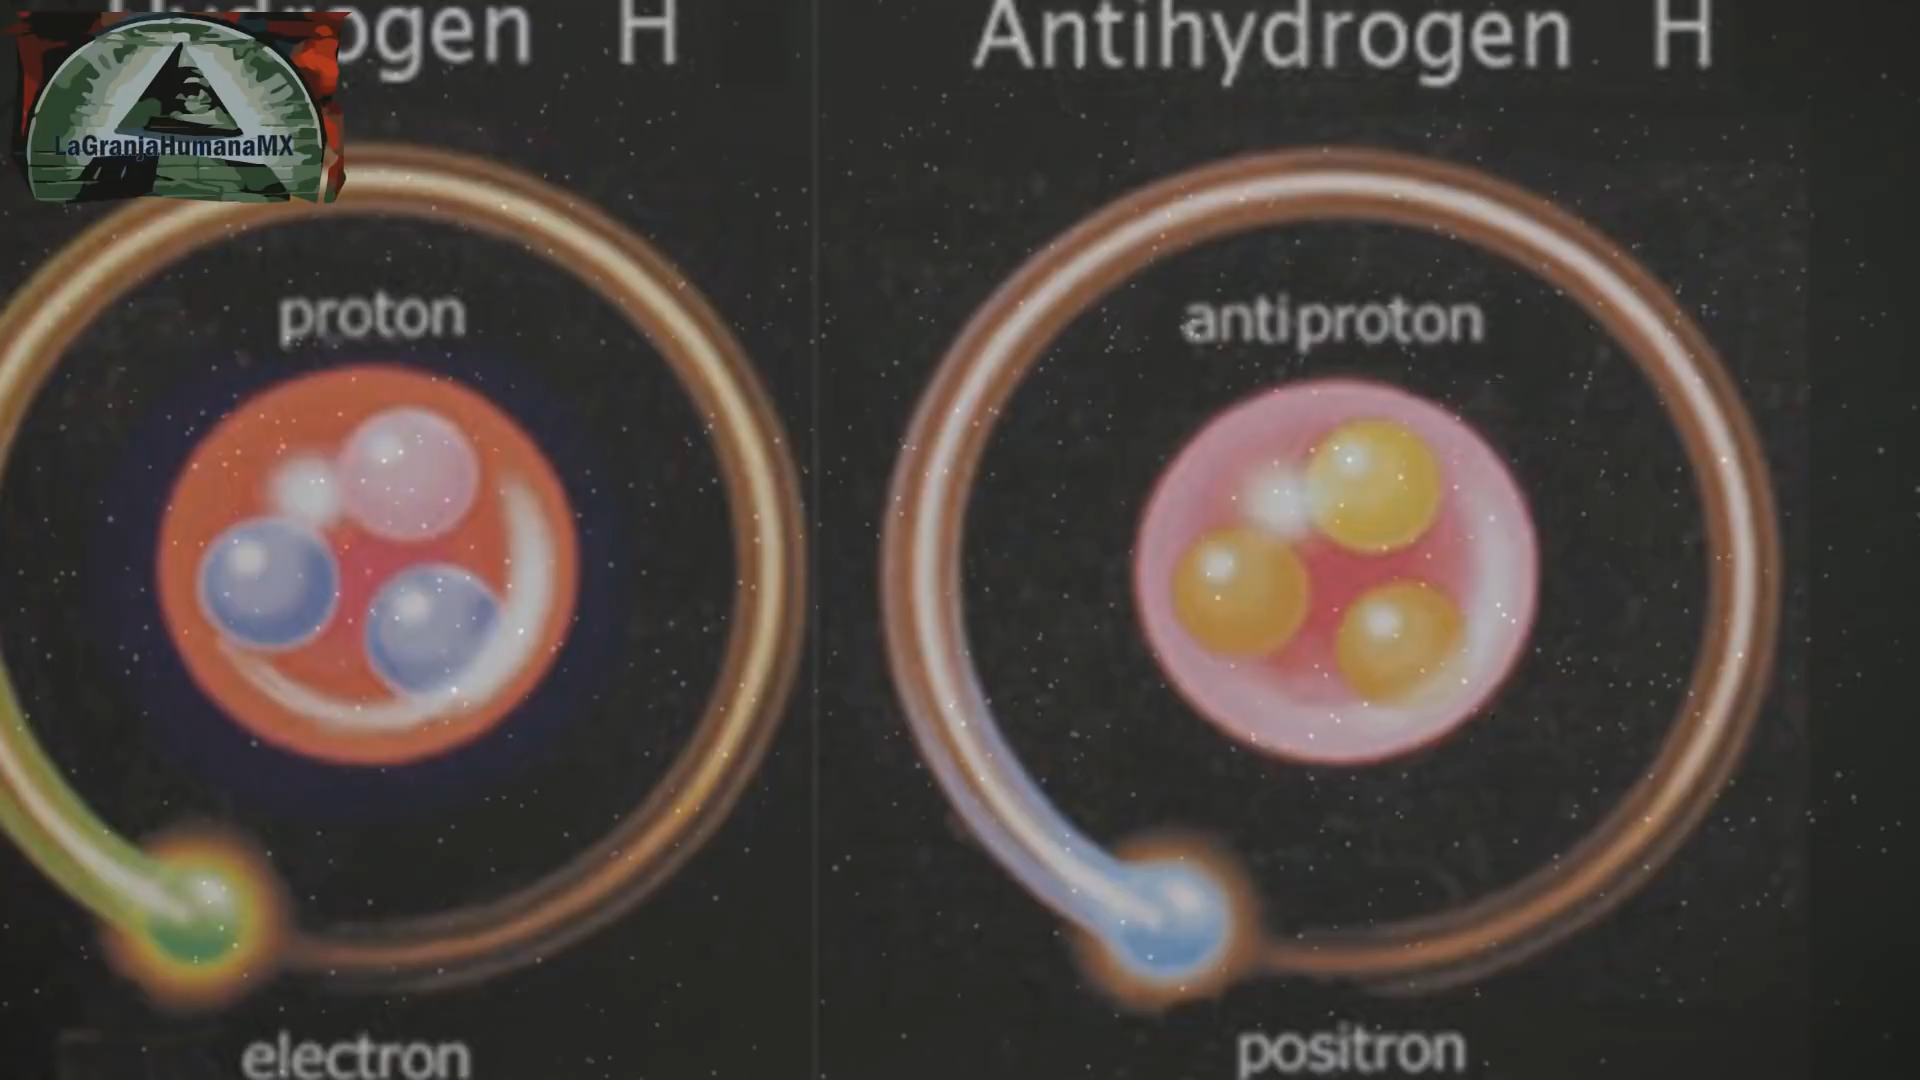 Hydrogen H
Antihydrogen H
LaGranjaHumanaMX
proton
antiproton
electron
positron